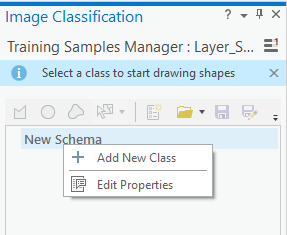 Image Classification
Training Samples Manager : Layer_S...
Select a class to start drawing shapes
New Schema
Add New Class
Edit Properties